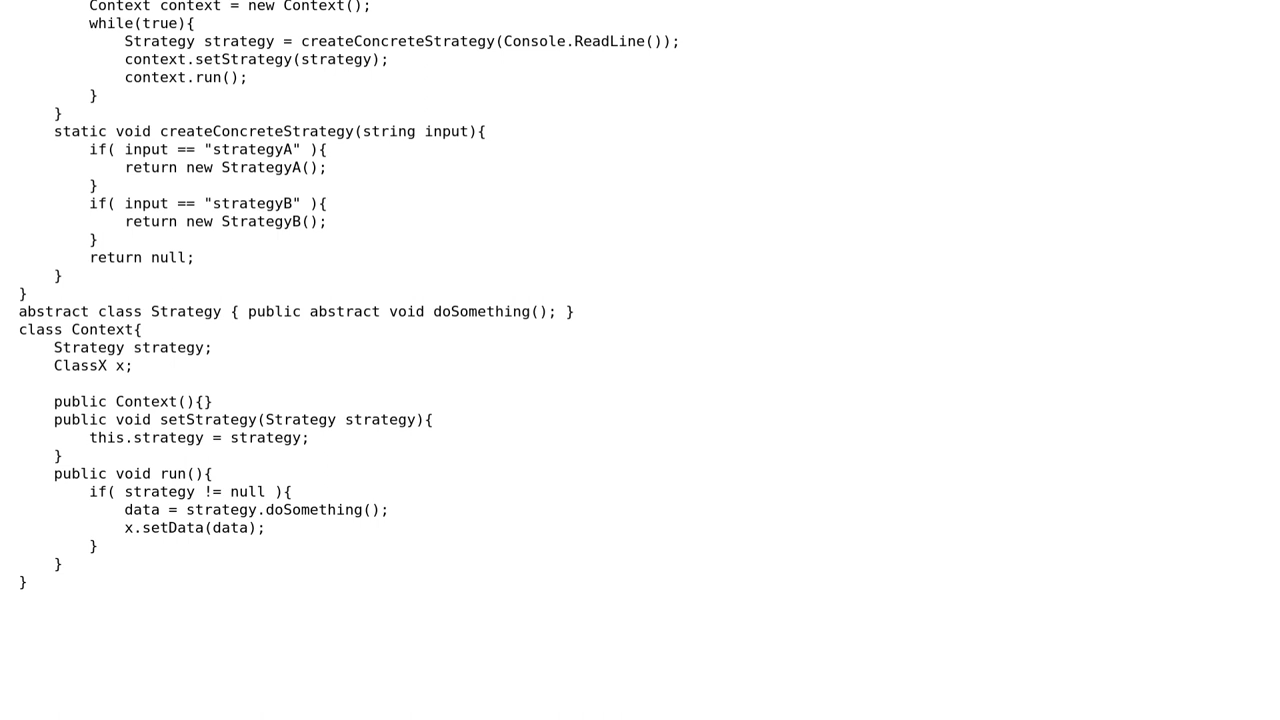 Context context = new Context();
while(true){
Strategy strategy = createConcreteStrategy(Console.ReadLine());
context.setStrategy(strategy);
context.run();
}
}
static void createConcreteStrategy(string input){
if( input == "strategyA" ){
return new StrategyA();
}
if( input == "strategyB" ){
return new StrategyB();
}
return null;
}
}
abstract class Strategy { public abstract void doSomething(); }
class Context{
Strategy strategy;
ClassX x;
public Context(){}
public void setStrategy(Strategy strategy){
this.strategy = strategy;
}
public void run(){
if( strategy != null ){
data = strategy.doSomething();
x.setData(data);
}
}
}